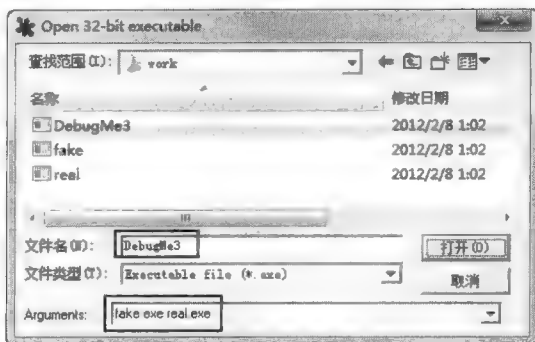 Open 32-bit executable
查找范围(I): work
名称 修改日期
DebugMe3 2012/2/8 1:02
fake 2012/2/8 1:02
real 2012/2/8 1:02
文件名(N): DebugMe3 打开(O)
文件类型(T): Executable file (*.exe) 取消
Arguments: fake.exe real.exe